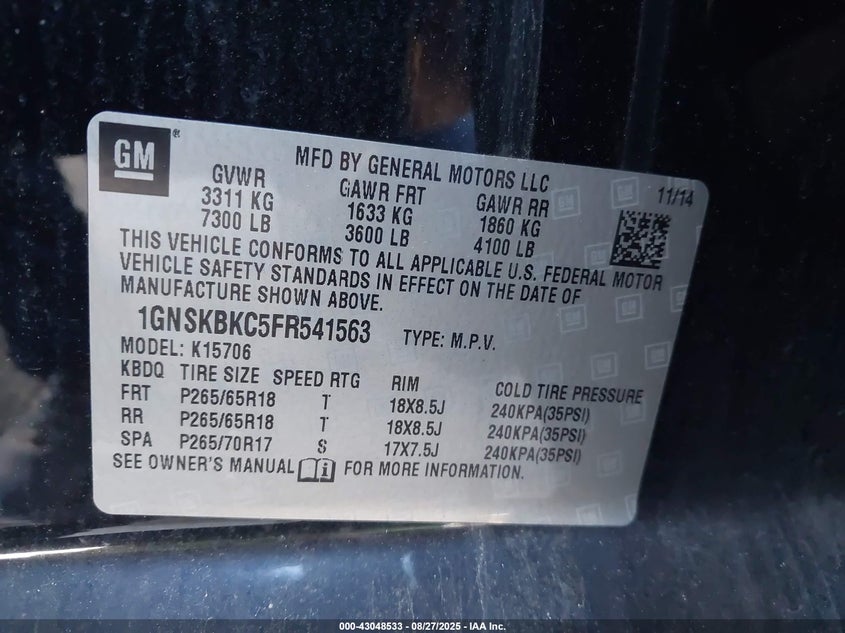 GM ®
MFD BY GENERAL MOTORS LLC
11/14
GVWR GAWR FRT GAWR RR
3311 KG 1633 KG 1860 KG
7300 LB 3600 LB 4100 LB
THIS VEHICLE CONFORMS TO ALL APPLICABLE U.S. FEDERAL MOTOR
VEHICLE SAFETY STANDARDS IN EFFECT ON THE DATE OF
MANUFACTURE SHOWN ABOVE.
1GNSKBKC5FR541563 TYPE: M.P.V.
MODEL: K15706
KBDQ TIRE SIZE SPEED RTG RIM COLD TIRE PRESSURE
FRT P265/65R18 T 18X8.5J 240KPA(35PSI)
RR P265/65R18 T 18X8.5J 240KPA(35PSI)
SPA P265/70R17 S 17X7.5J 240KPA(35PSI)
SEE OWNER'S MANUAL i FOR MORE INFORMATION.
000-43048533 - 08/27/2025 - IAA Inc.